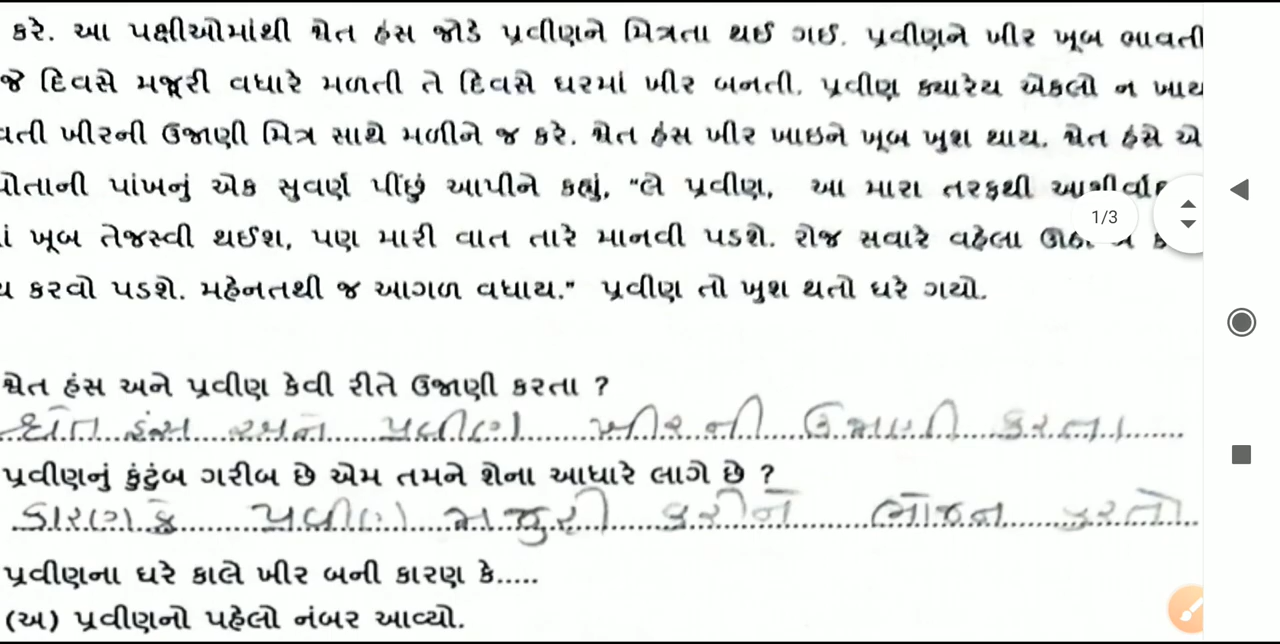 કરે. આ પક્ષીઓમાંથી શ્વેત હંસ જોડે પ્રવીણને મિત્રતા થઈ ગઈ. પ્રવીણને ખીર ખૂબ ભાવતી
જે દિવસે મજૂરી વધારે મળતી તે દિવસે ઘરમાં ખીર બનતી. પ્રવીણ ક્યારેય એકલો ન ખાય
વતી ખીરની ઉજાણી મિત્ર સાથે મળીને જ કરે. શ્વેત હંસ ખીર ખાઇને ખૂબ ખુશ થાય. શ્વેત હંસે એ
પોતાની પાંખનું એક સુવર્ણ પીંછું આપીને કહ્યું, "લે પ્રવીણ, આ મારા તરફથી આશીર્વાદ
ં ખૂબ તેજસ્વી થઈશ, પણ મારી વાત તારે માનવી પડશે. રોજ સવારે વહેલા
1/3
ય કરવો પડશે. મહેનતથી જ આગળ વધાય." પ્રવીણ તો ખુશ થતો ઘરે ગયો.
શ્વેત હંસ અને પ્રવીણ કેવી રીતે ઉજાણી કરતા ?
હંસ અમને પ્રવીણ ખીરની ઉજાણી કરતા
પ્રવીણનું કુંટુંબ ગરીબ છે એમ તમને શેના આધારે લાગે છે ?
કારણ કે પ્રવીણ મજુરી કરીને ભોજન કરતો
પ્રવીણના ઘરે કાલે ખીર બની કારણ કે.....
(અ) પ્રવીણનો પહેલો નંબર આવ્યો.